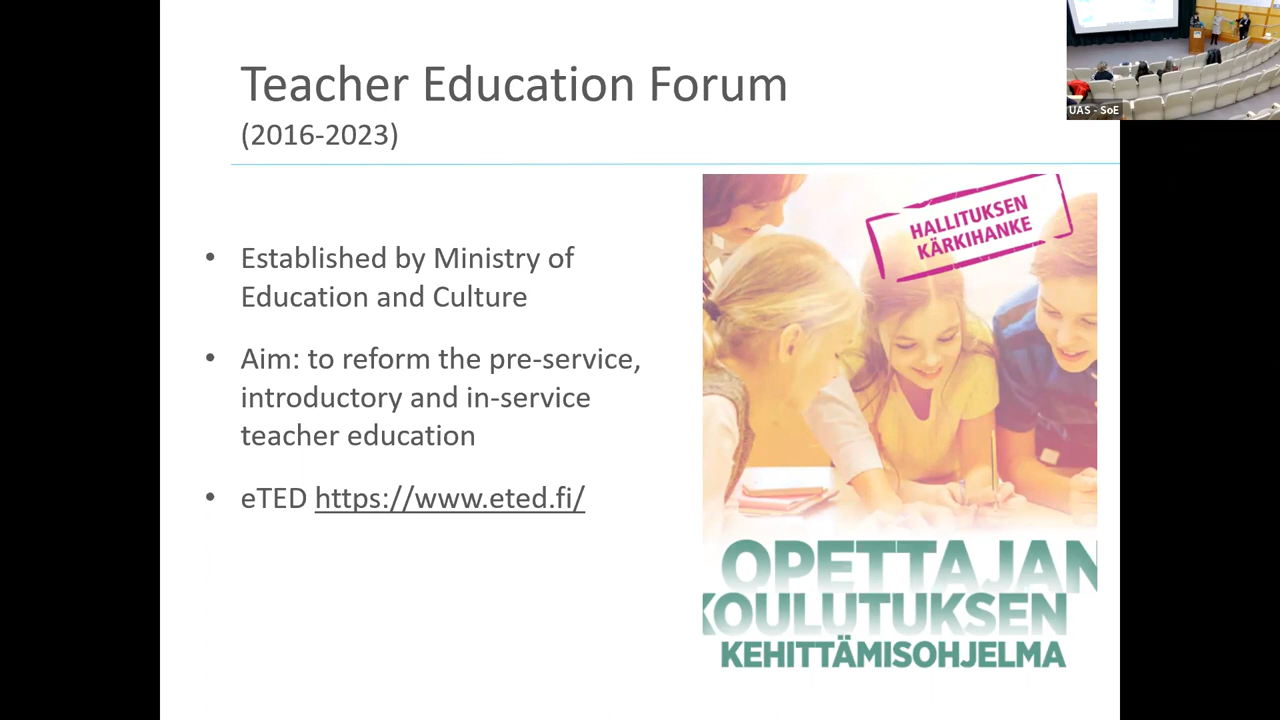 Teacher Education Forum
(2016-2023)
UAS - SoE
• Established by Ministry of
Education and Culture
• Aim: to reform the pre-service,
introductory and in-service
teacher education
• eTED https://www.eted.fi/
HALLITUKSEN
KÄRKIHANKE
OPETTAJAN
KOULUTUKSEN
KEHITTÄMISOHJELMA